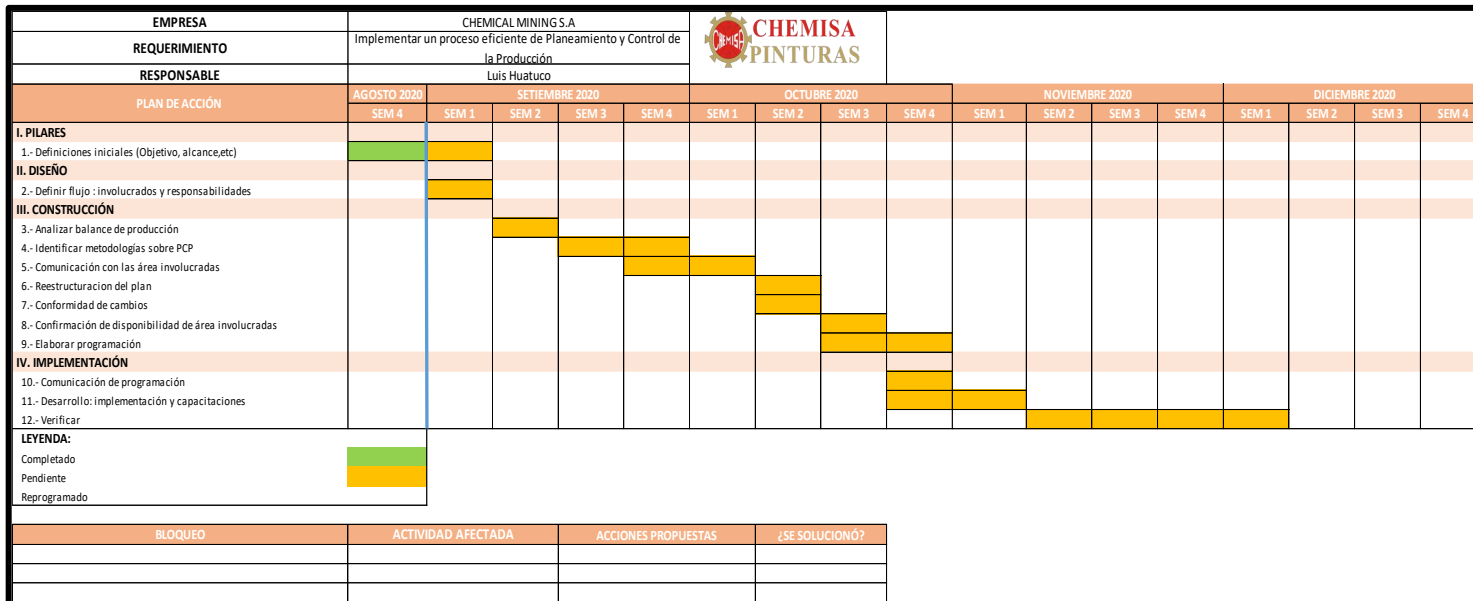 EMPRESA CHEMICAL MINING S.A
REQUERIMIENTO Implementar un proceso eficiente de Planeamiento y Control de
la Producción
RESPONSABLE Luis Huatuco
CHEMISA
CHEMISA
PINTURAS
PLAN DE ACCIÓN AGOSTO 2020 SETIEMBRE 2020 OCTUBRE 2020 NOVIEMBRE 2020 DICIEMBRE 2020
SEM 4 SEM 1 SEM 2 SEM 3 SEM 4 SEM 1 SEM 2 SEM 3 SEM 4 SEM 1 SEM 2 SEM 3 SEM 4 SEM 1 SEM 2 SEM 3 SEM 4
I. PILARES
1.- Definiciones iniciales (Objetivo, alcance,etc)
II. DISEÑO
2.- Definir flujo : involucrados y responsabilidades
III. CONSTRUCCIÓN
3.- Analizar balance de producción
4.- Identificar metodologías sobre PCP
5.- Comunicación con las área involucradas
6.- Reestructuracion del plan
7.- Conformidad de cambios
8.- Confirmación de disponibilidad de área involucradas
9.- Elaborar programación
IV. IMPLEMENTACIÓN
10.- Comunicación de programación
11.- Desarrollo: implementación y capacitaciones
12.- Verificar
LEYENDA:
Completado
Pendiente
Reprogramado
BLOQUEO ACTIVIDAD AFECTADA ACCIONES PROPUESTAS ¿SE SOLUCIONÓ?